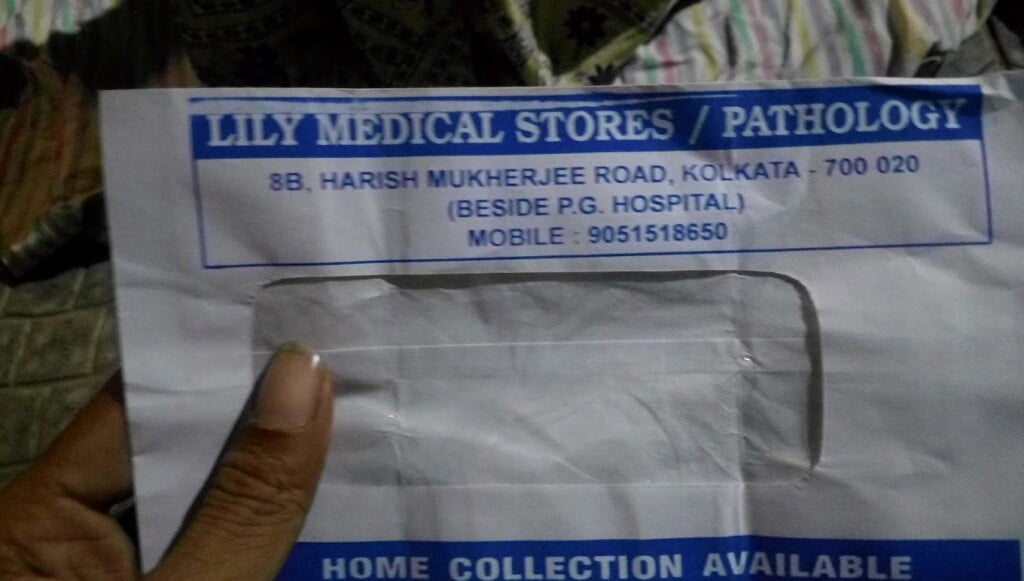 LILY MEDICAL STORES / PATHOLOGY
8B, HARISH MUKHERJEE ROAD, KOLKATA - 700 020
(BESIDE P.G. HOSPITAL)
MOBILE : 9051518650
HOME COLLECTION AVAILABLE